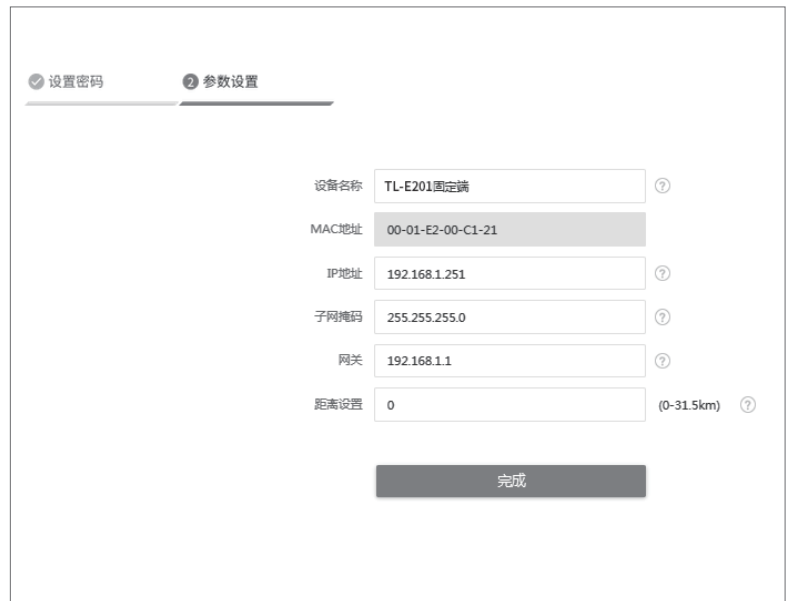 设置密码 2 参数设置
设备名称 TL-E201固定端 ?
MAC地址 00-01-E2-00-C1-21
IP地址 192.168.1.251 ?
子网掩码 255.255.255.0 ?
网关 192.168.1.1 ?
距离设置 0 (0-31.5km) ?
完成